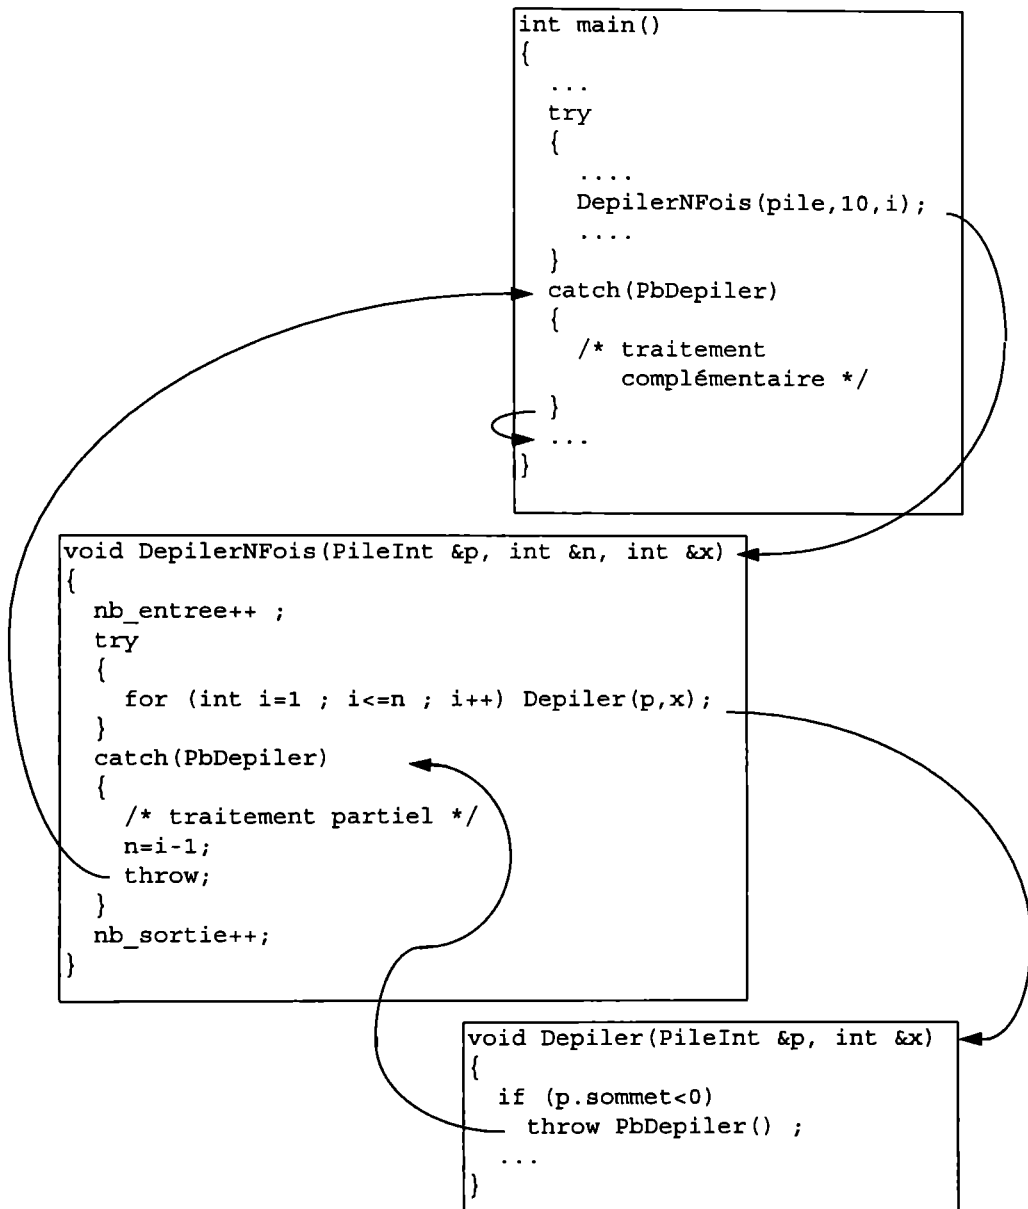 int main()
{
...
try
{
....
DepilerNFois(pile,10,i);
....
}
catch(PbDepiler)
{
/* traitement
complémentaire */
}
...
}
void DepilerNFois(PileInt &p, int &n, int &x)
{
nb_entree++ ;
try
{
for (int i=1 ; i<=n ; i++) Depiler(p,x);
}
catch(PbDepiler)
{
/* traitement partiel */
n=i-1;
throw;
}
nb_sortie++;
}
void Depiler(PileInt &p, int &x)
{
if (p.sommet<0)
throw PbDepiler() ;
...
}